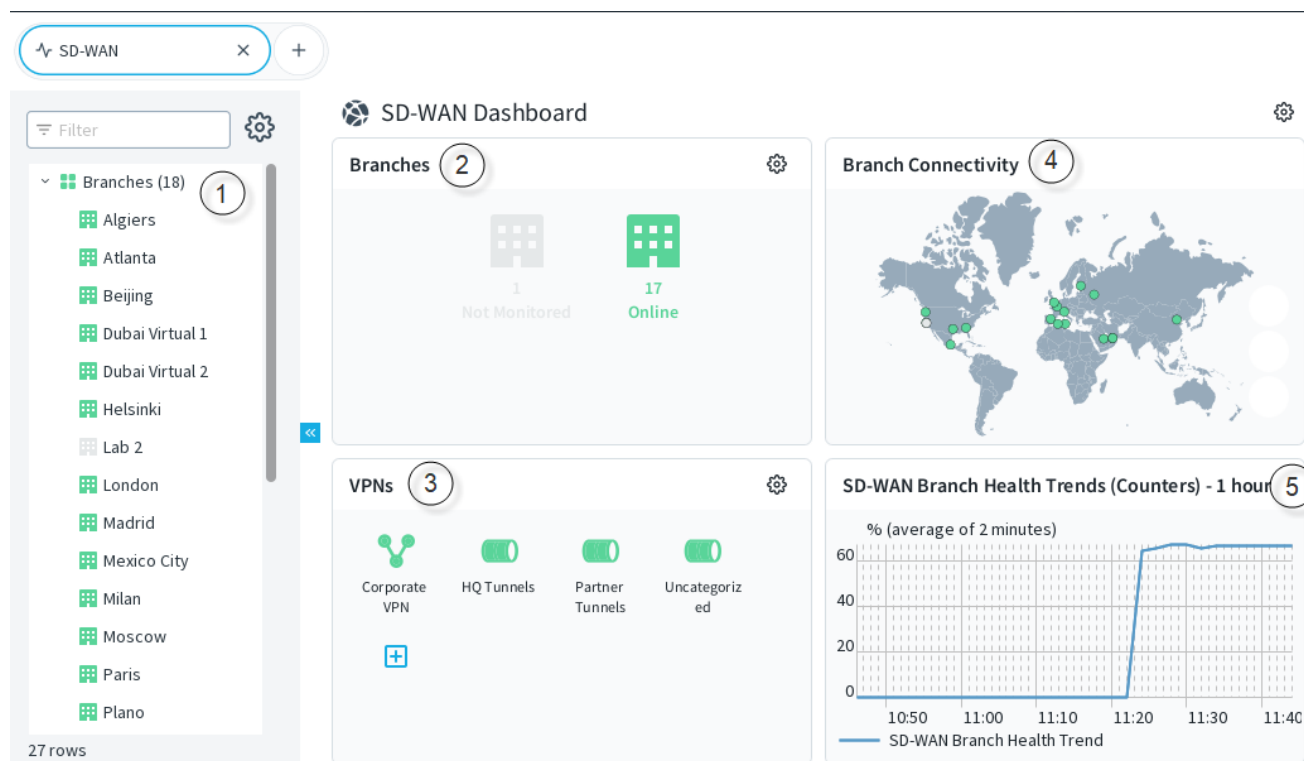 SD-WAN
Filter
Branches (18)
1
Algiers
Atlanta
Beijing
Dubai Virtual 1
Dubai Virtual 2
Helsinki
Lab 2
London
Madrid
Mexico City
Milan
Moscow
Paris
Plano
27 rows
SD-WAN Dashboard
Branches
2
1
Not Monitored
17
Online
Branch Connectivity
4
VPNs
3
Corporate
VPN
HQ Tunnels
Partner
Tunnels
Uncategoriz
ed
SD-WAN Branch Health Trends (Counters) - 1 hour
5
% (average of 2 minutes)
60
40
20
0
10:50 11:00 11:10 11:20 11:30 11:40
SD-WAN Branch Health Trend